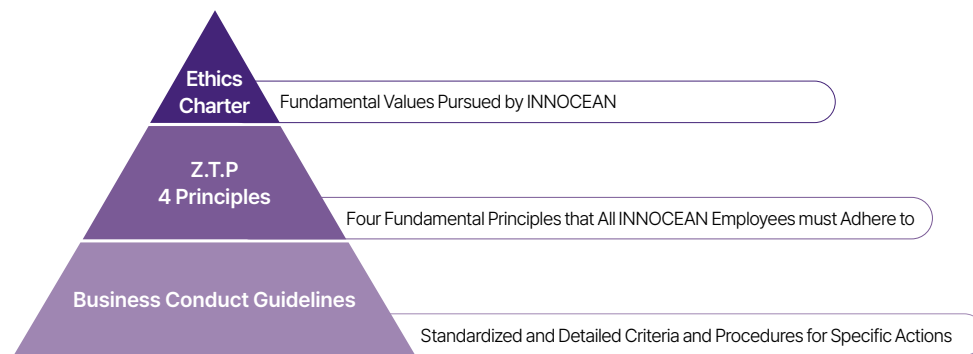 Ethics
Charter
Fundamental Values Pursued by INNOCEAN
Z.T.P
4 Principles
Four Fundamental Principles that All INNOCEAN Employees must Adhere to
Business Conduct Guidelines
Standardized and Detailed Criteria and Procedures for Specific Actions